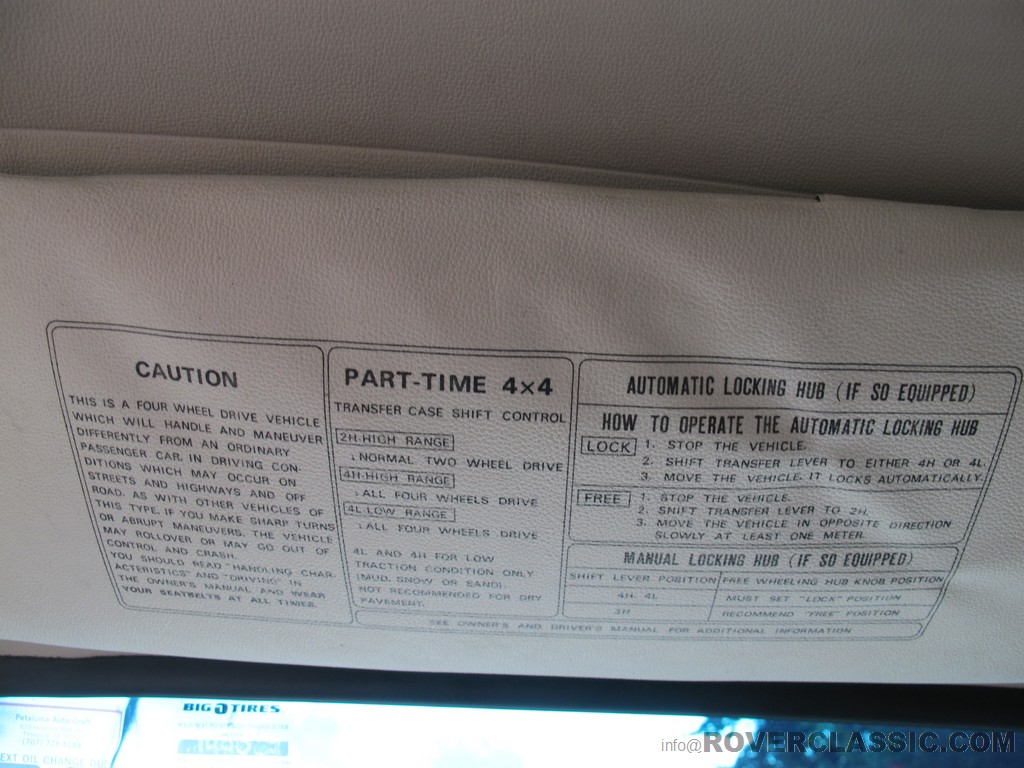 CAUTION
THIS IS A FOUR WHEEL DRIVE VEHICLE
WHICH WILL HANDLE AND MANEUVER
DIFFERENTLY FROM AN ORDINARY
PASSENGER CAR. IN DRIVING CON-
DITIONS WHICH MAY OCCUR ON
STREETS AND HIGHWAYS AND OFF
ROAD. AS WITH OTHER VEHICLES OF
THIS TYPE, IF YOU MAKE SHARP TURNS
OR ABRUPT MANEUVERS. THE VEHICLE
MAY ROLLOVER OR MAY GO OUT OF
CONTROL AND CRASH.
YOU SHOULD READ "HANDLING CHAR-
ACTERISTICS" AND "DRIVING" IN
THE OWNER'S MANUAL AND WEAR
YOUR SEATBELTS AT ALL TIMES.
PART-TIME 4×4
TRANSFER CASE SHIFT CONTROL
2H-HIGH RANGE
:NORMAL TWO WHEEL DRIVE
4H-HIGH RANGE
:ALL FOUR WHEELS DRIVE
4L-LOW RANGE
:ALL FOUR WHEELS DRIVE
4L AND 4H FOR LOW
TRACTION CONDITION ONLY
(MUD, SNOW OR SAND).
NOT RECOMMENDED FOR DRY
PAVEMENT.
AUTOMATIC LOCKING HUB (IF SO EQUIPPED)
HOW TO OPERATE THE AUTOMATIC LOCKING HUB
LOCK 1. STOP THE VEHICLE.
2. SHIFT TRANSFER LEVER TO EITHER 4H OR 4L.
3. MOVE THE VEHICLE. IT LOCKS AUTOMATICALLY.
FREE 1. STOP THE VEHICLE.
2. SHIFT TRANSFER LEVER TO 2H.
3. MOVE THE VEHICLE IN OPPOSITE DIRECTION
SLOWLY AT LEAST ONE METER.
MANUAL LOCKING HUB (IF SO EQUIPPED)
SHIFT LEVER POSITION FREE WHEELING HUB KNOB POSITION
4H, 4L MUST SET "LOCK" POSITION
2H RECOMMEND "FREE" POSITION
SEE OWNER'S AND DRIVER'S MANUAL FOR ADDITIONAL INFORMATION
BIG O TIRES
Petaluma Auto Craft
EXT OIL CHANGE DUE
info@ROVERCLASSIC.COM